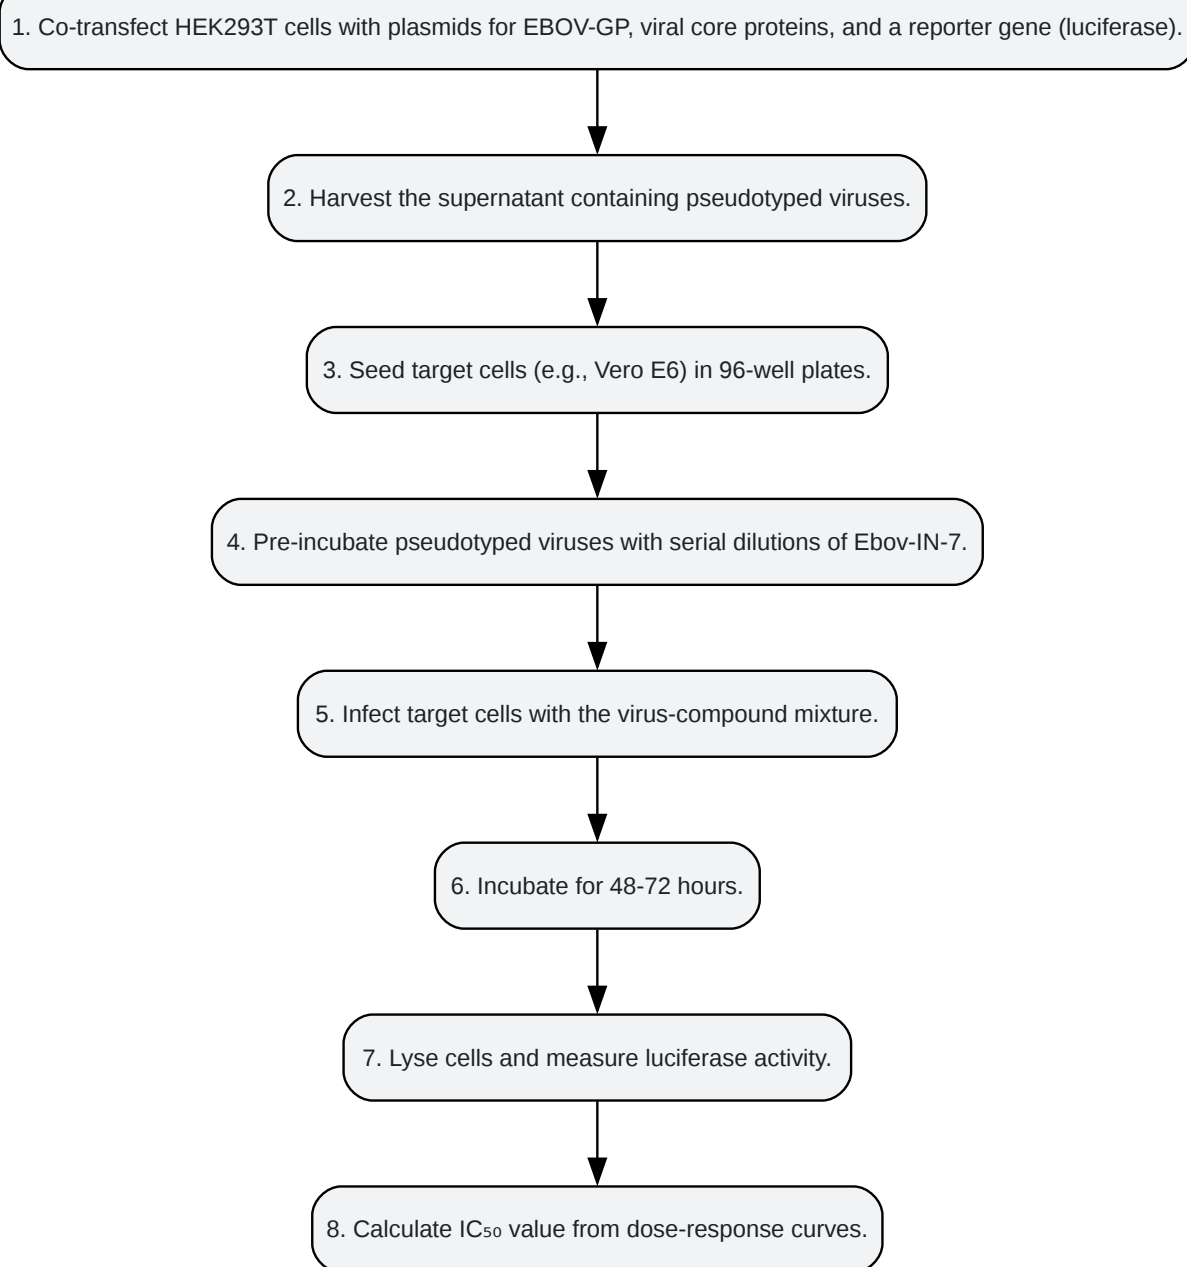 1. Co-transfect HEK293T cells with plasmids for EBOV-GP, viral core proteins, and a reporter gene (luciferase).
2. Harvest the supernatant containing pseudotyped viruses.
3. Seed target cells (e.g., Vero E6) in 96-well plates.
4. Pre-incubate pseudotyped viruses with serial dilutions of Ebov-IN-7.
5. Infect target cells with the virus-compound mixture.
6. Incubate for 48-72 hours.
7. Lyse cells and measure luciferase activity.
8. Calculate IC₅₀ value from dose-response curves.